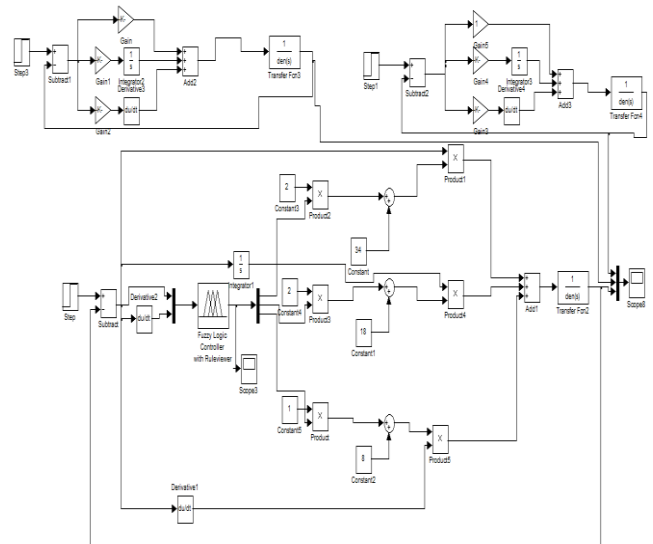 Step3
Subtract1
-K-
Gain
-K-
Gain1
-K-
Gain2
1
s
Integrator2
Derivative3
du/dt
+
+
+
Add2
1
den(s)
Transfer Fcn3
Step1
Subtract2
1
Gain5
-K-
Gain4
-K-
Gain3
1
s
Integrator3
Derivative4
du/dt
+
+
+
Add3
1
den(s)
Transfer Fcn4
Step
Subtract
Derivative2
du/dt
Fuzzy Logic
Controller
with Ruleviewer
Scope3
1
s
Integrator1
2
Constant3
X
Product2
34
Constant
X
Product1
2
Constant4
X
Product3
18
Constant1
X
Product4
1
Constant5
X
Product
8
Constant2
X
Product5
+
+
+
Add1
1
den(s)
Transfer Fcn2
Scope8
Derivative1
du/dt